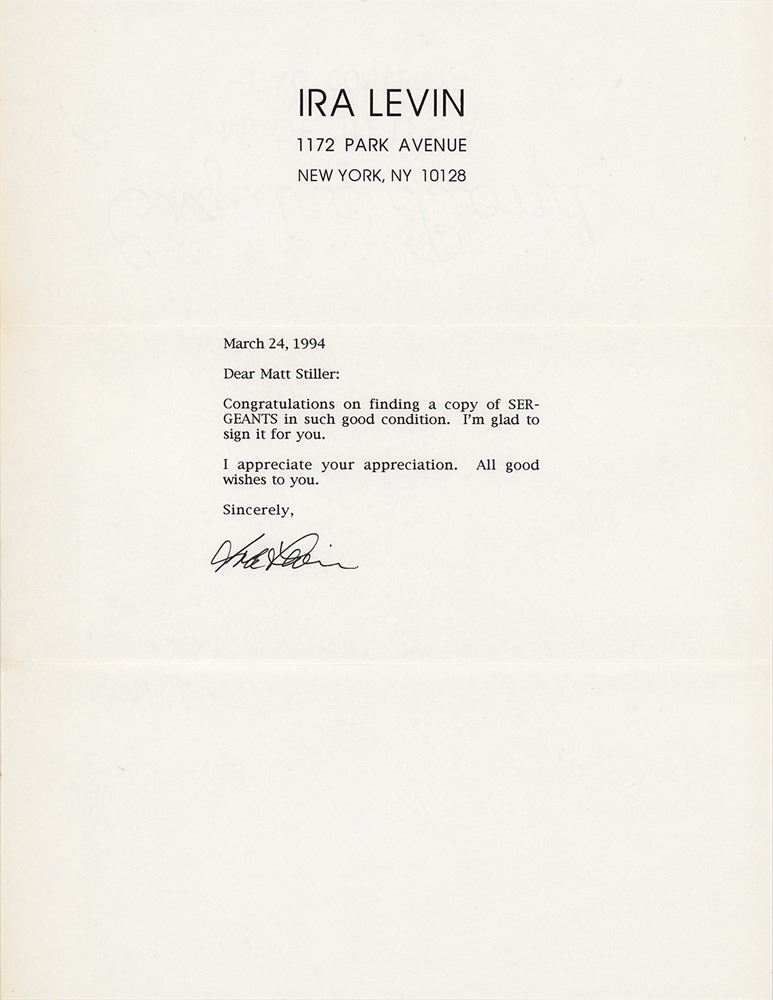 IRA LEVIN
1172 PARK AVENUE
NEW YORK, NY 10128
March 24, 1994
Dear Matt Stiller:
Congratulations on finding a copy of SER-
GEANTS in such good condition. I'm glad to
sign it for you.
I appreciate your appreciation. All good
wishes to you.
Sincerely,
Ira Levin